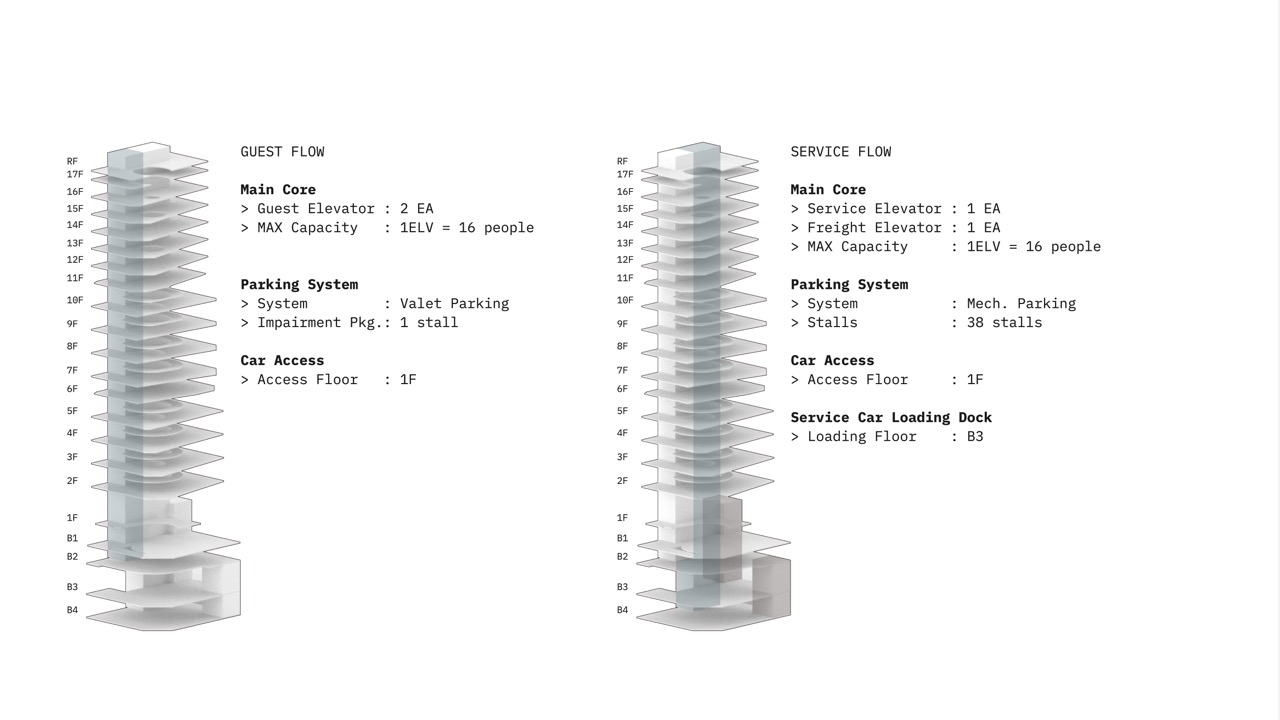 GUEST FLOW
RF
17F
16F
15F
14F
13F
12F
11F
10F
9F
8F
7F
6F
5F
4F
3F
2F
1F
B1
B2
B3
B4
Main Core
> Guest Elevator : 2 EA
> MAX Capacity : 1ELV = 16 people
Parking System
> System : Valet Parking
> Impairment Pkg.: 1 stall
Car Access
> Access Floor : 1F
SERVICE FLOW
RF
17F
16F
15F
14F
13F
12F
11F
10F
9F
8F
7F
6F
5F
4F
3F
2F
1F
B1
B2
B3
B4
Main Core
> Service Elevator : 1 EA
> Freight Elevator : 1 EA
> MAX Capacity : 1ELV = 16 people
Parking System
> System : Mech. Parking
> Stalls : 38 stalls
Car Access
> Access Floor : 1F
Service Car Loading Dock
> Loading Floor : B3